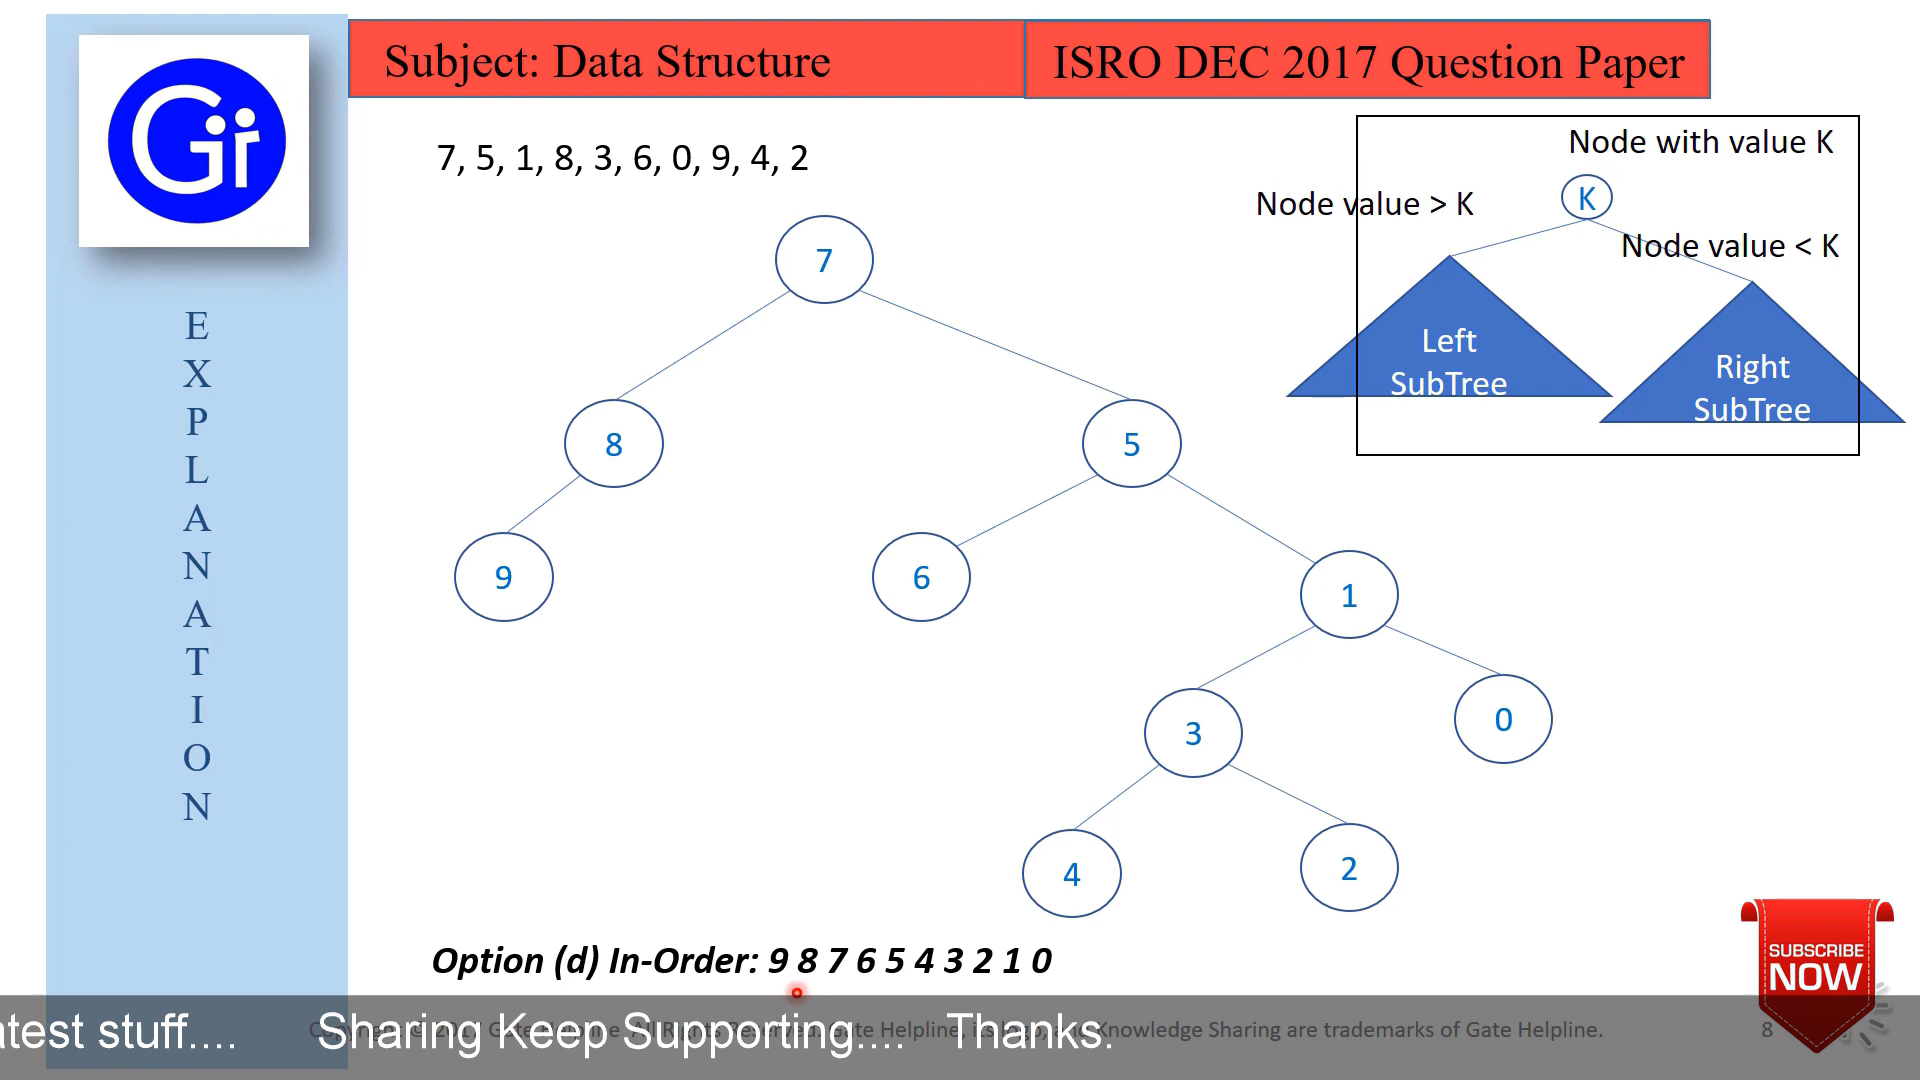 Subject: Data Structure
ISRO DEC 2017 Question Paper
Gi
E
X
P
L
A
N
A
T
I
O
N
7, 5, 1, 8, 3, 6, 0, 9, 4, 2
Node with value K
K
Node value > K
Node value < K
Left
SubTree
Right
SubTree
7
8
5
9
6
1
3
0
4
2
Option (d) In-Order: 9 8 7 6 5 4 3 2 1 0
SUBSCRIBE
NOW
atest stuff.... Sharing Keep Supporting.... Thanks.
Gate Helpline, Knowledge Sharing are trademarks of Gate Helpline.
8